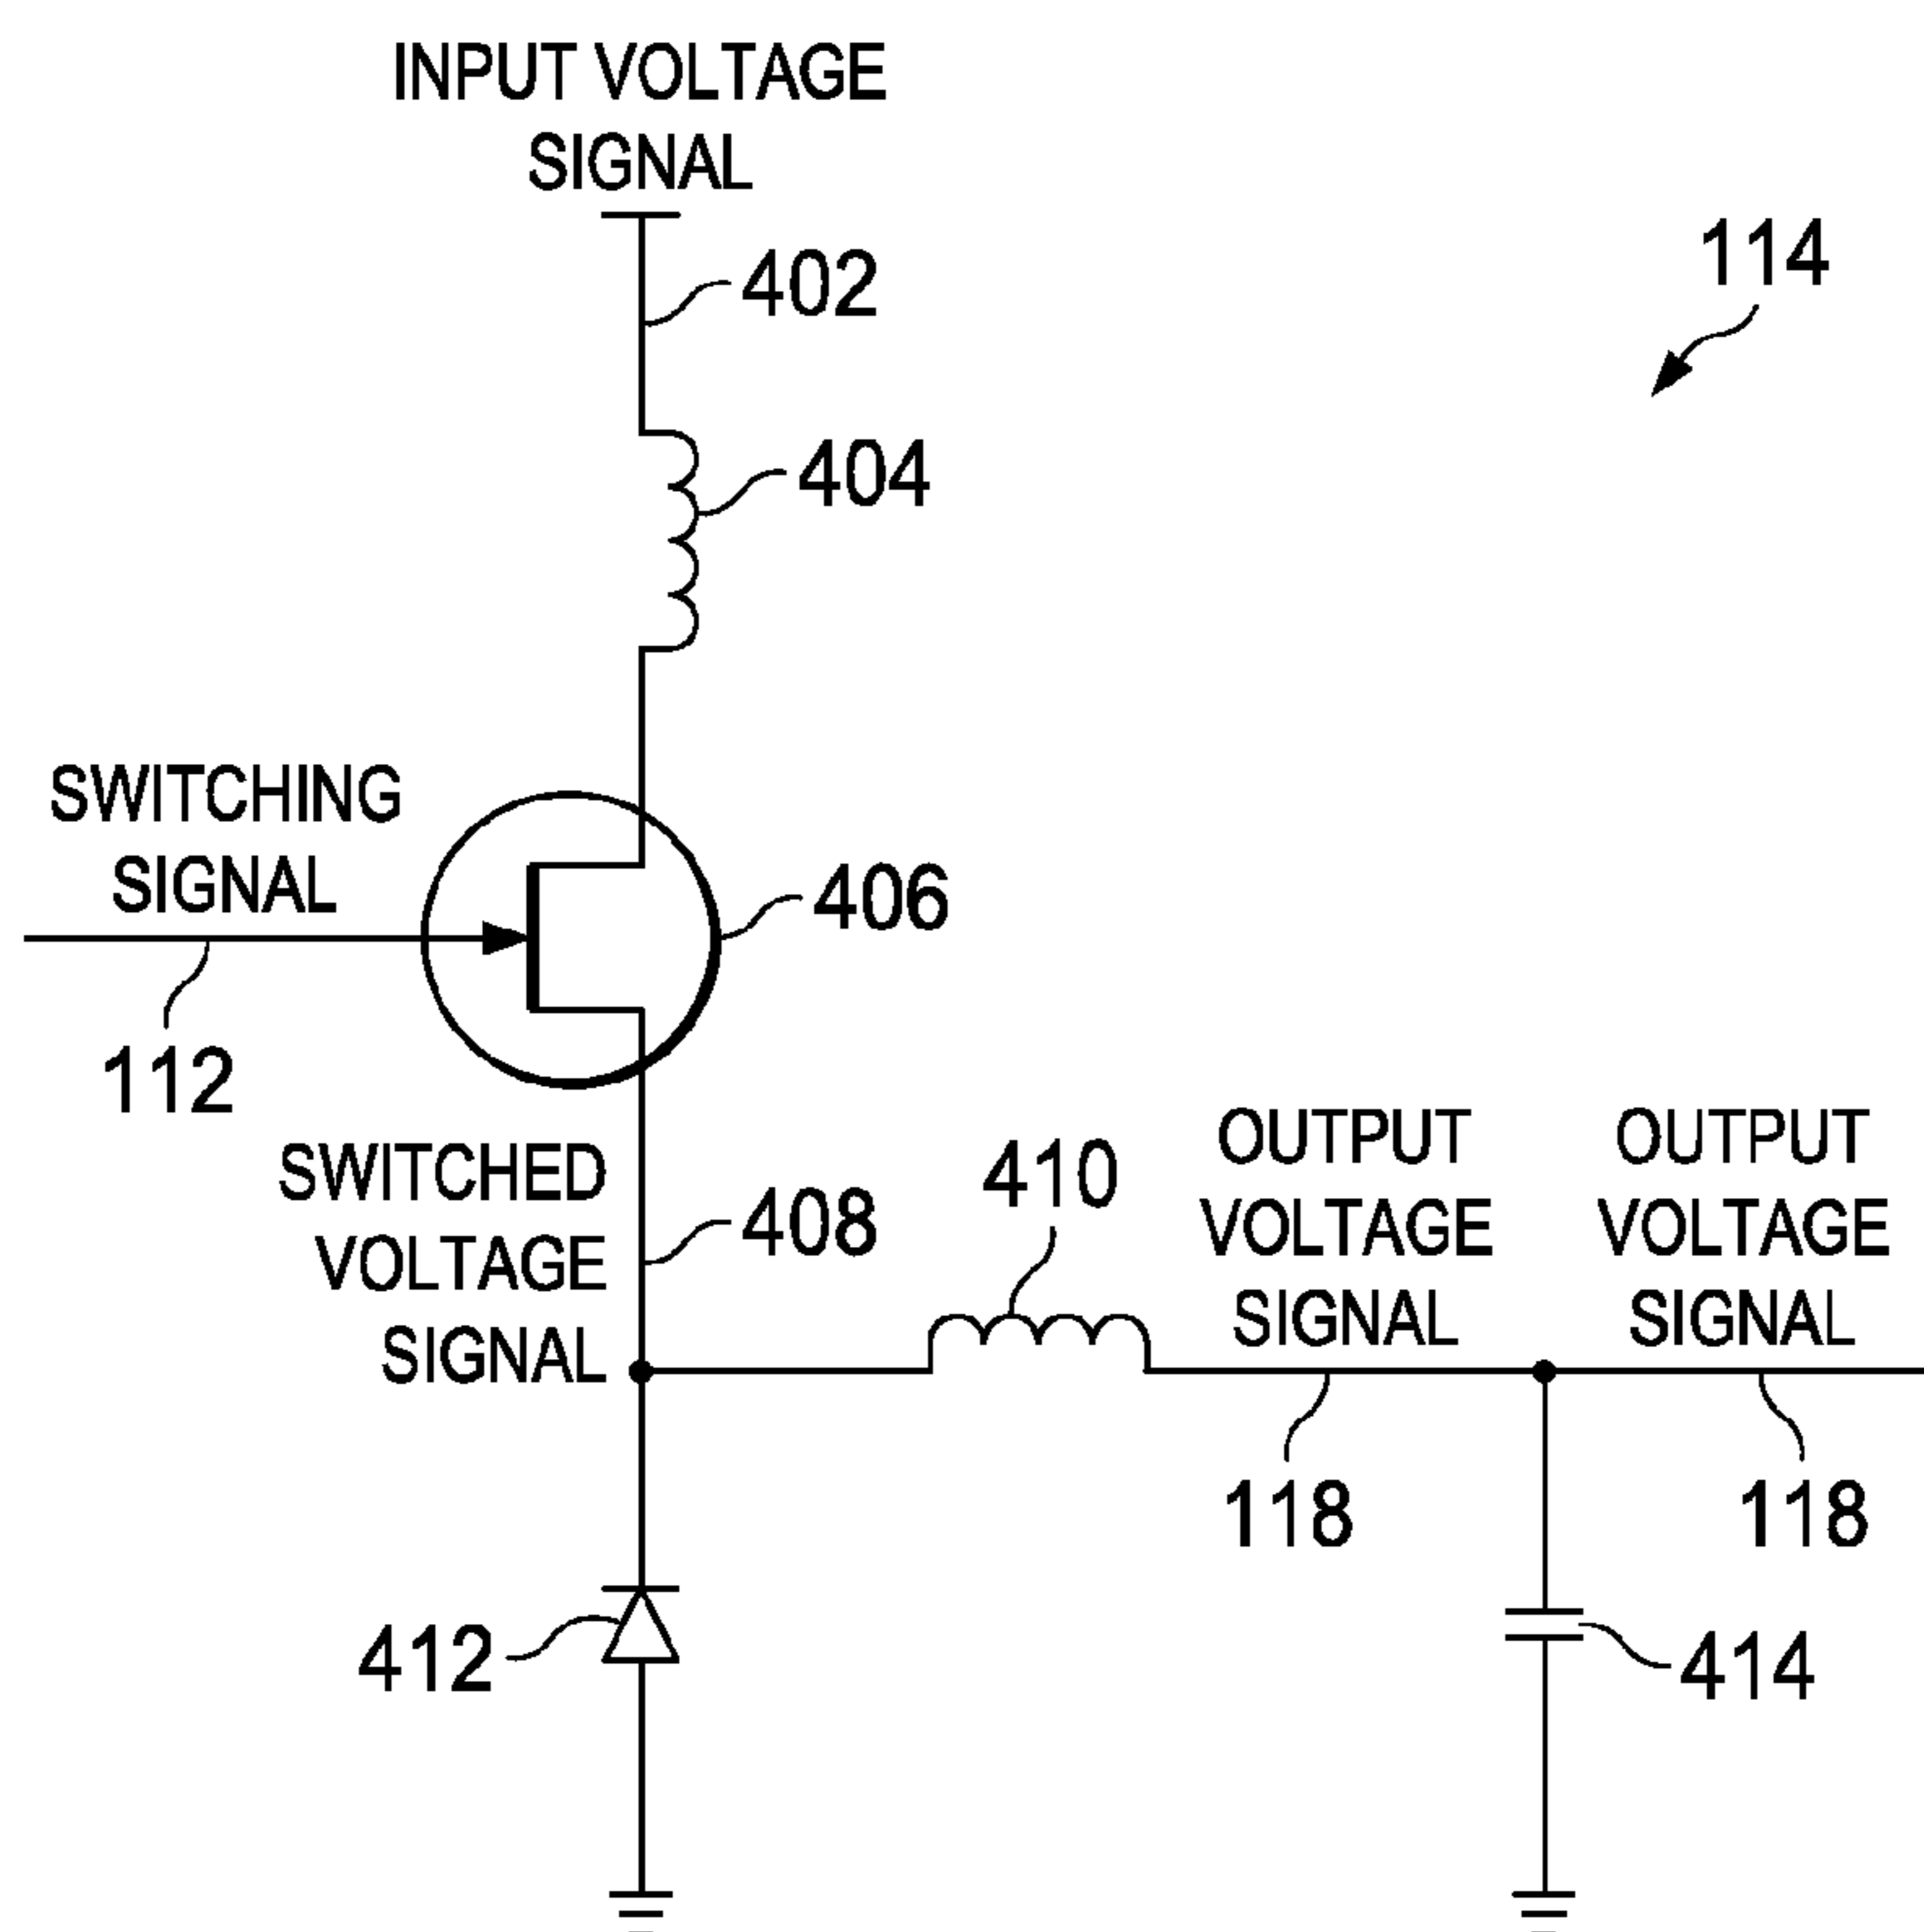 INPUT VOLTAGE
SIGNAL
402
114
404
SWITCHING
SIGNAL
406
112
SWITCHED
VOLTAGE
SIGNAL
408
410
OUTPUT
VOLTAGE
SIGNAL
OUTPUT
VOLTAGE
SIGNAL
118
118
412
414